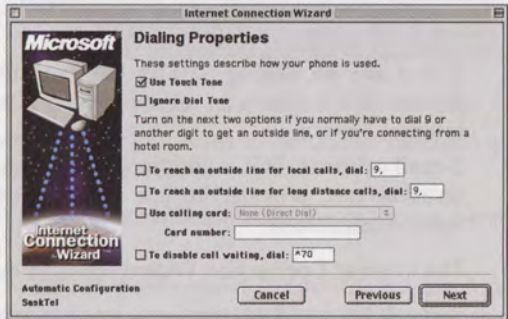 Internet Connection Wizard
Microsoft
Internet
Connection
Wizard
Dialing Properties
These settings describe how your phone is used.
Use Touch Tone
Ignore Dial Tone
Turn on the next two options if you normally have to dial 9 or
another digit to get an outside line, or if you're connecting from a
hotel room.
To reach an outside line for local calls, dial: 9,
To reach an outside line for long distance calls, dial: 9,
Use calling card: None (Direct Dial)
Card number:
To disable call waiting, dial: *70
Automatic Configuration
SaskTel
Cancel Previous Next